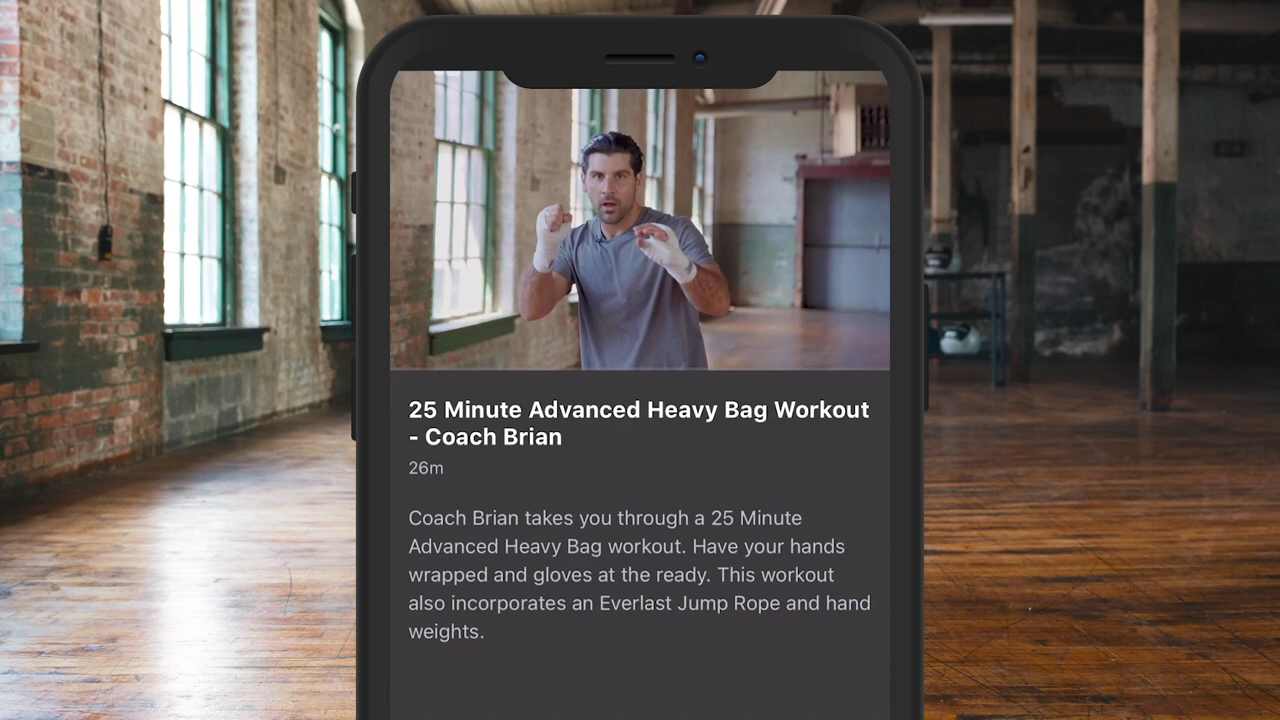 25 Minute Advanced Heavy Bag Workout
- Coach Brian
26m
Coach Brian takes you through a 25 Minute
Advanced Heavy Bag workout. Have your hands
wrapped and gloves at the ready. This workout
also incorporates an Everlast Jump Rope and hand
weights.